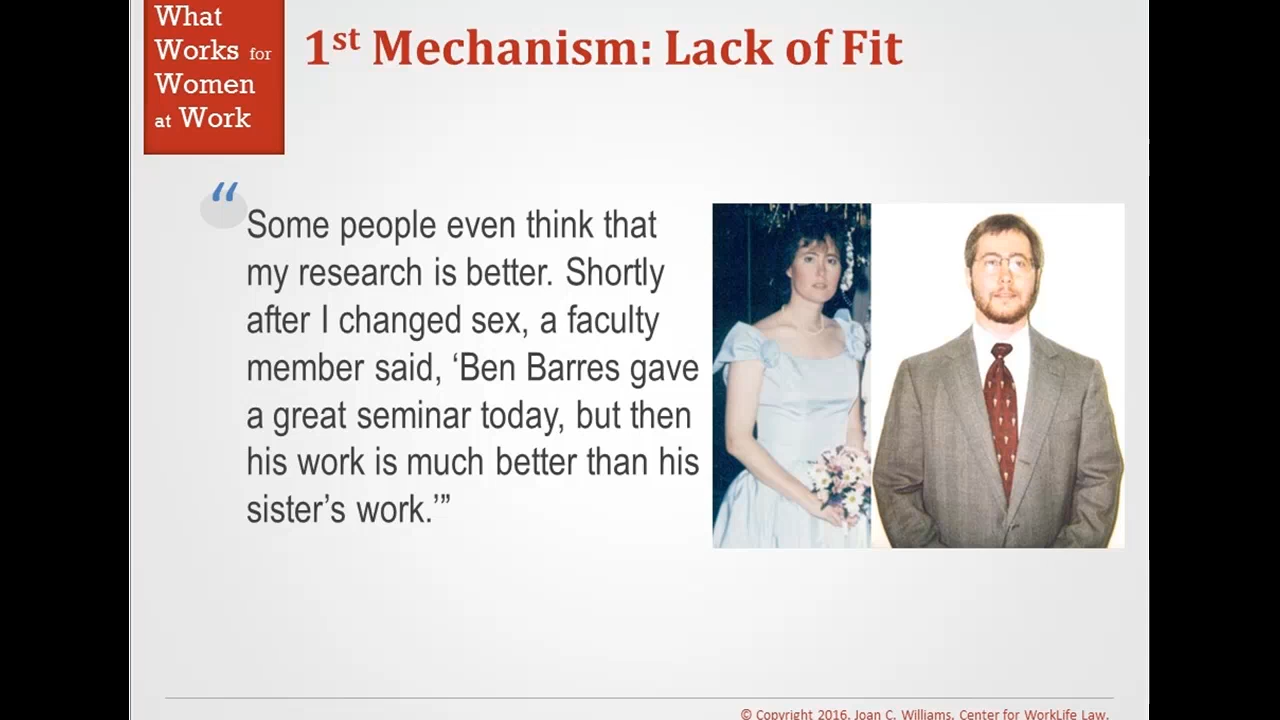 What
Works for
Women
at Work
1st Mechanism: Lack of Fit
“
Some people even think that
my research is better. Shortly
after I changed sex, a faculty
member said, ‘Ben Barres gave
a great seminar today, but then
his work is much better than his
sister’s work.’”
© Copyright 2016. Joan C. Williams. Center for WorkLife Law.